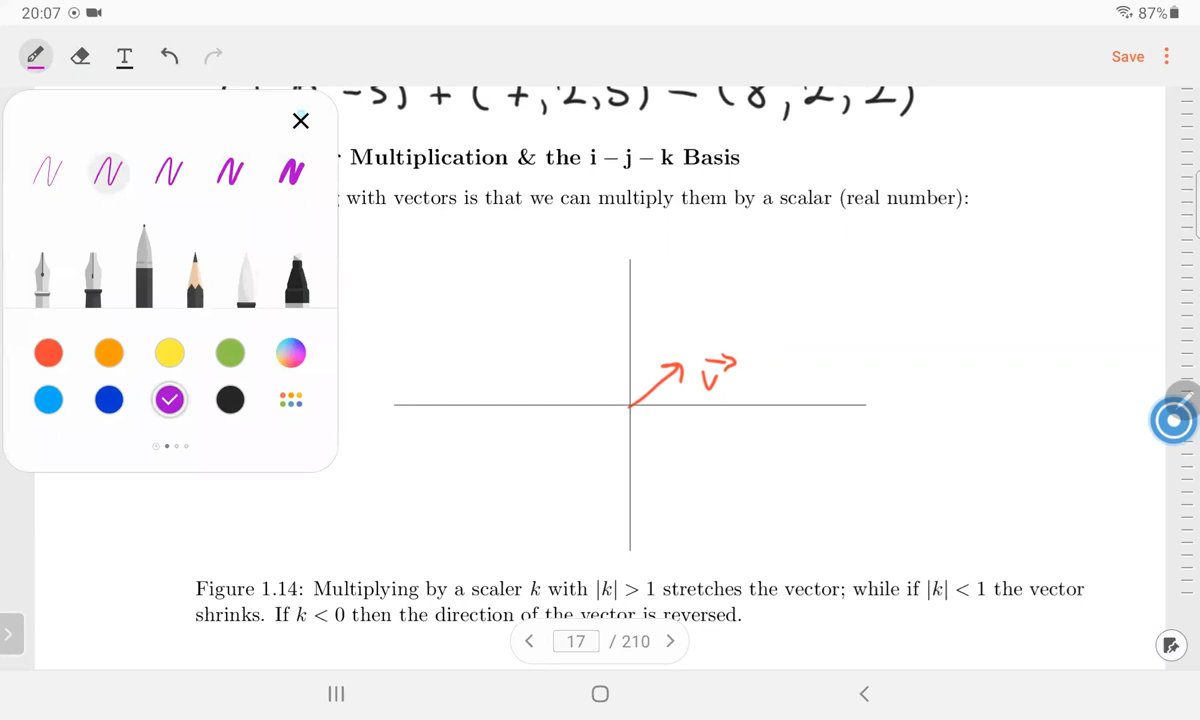 20:07 87%
T Save
-5) + (7, 2, 5) - (8, 2, 2)
Multiplication & the i – j – k Basis
with vectors is that we can multiply them by a scalar (real number):
v
Figure 1.14: Multiplying by a scaler k with |k| > 1 stretches the vector; while if |k| < 1 the vector
shrinks. If k < 0 then the direction of the vector is reversed.
17 / 210